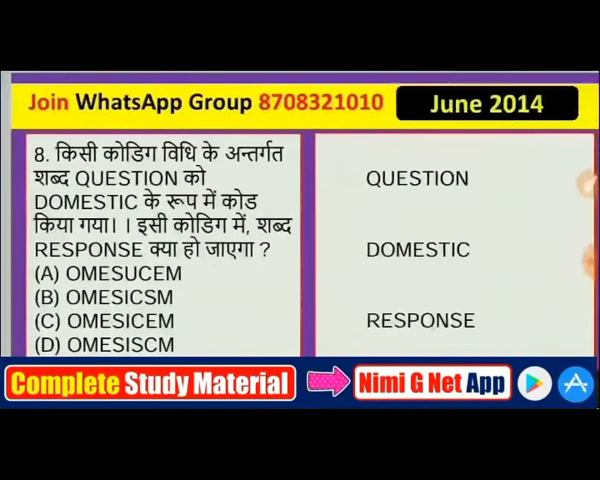 Join WhatsApp Group 8708321010
June 2014
8. किसी कोडिग विधि के अन्तर्गत
शब्द QUESTION को
DOMESTIC के रूप में कोड
किया गया। । इसी कोडिग में, शब्द
RESPONSE क्या हो जाएगा ?
(A) OMESUCEM
(B) OMESICSM
(C) OMESICEM
(D) OMESISCM
QUESTION
DOMESTIC
RESPONSE
Complete Study Material
Nimi G Net App